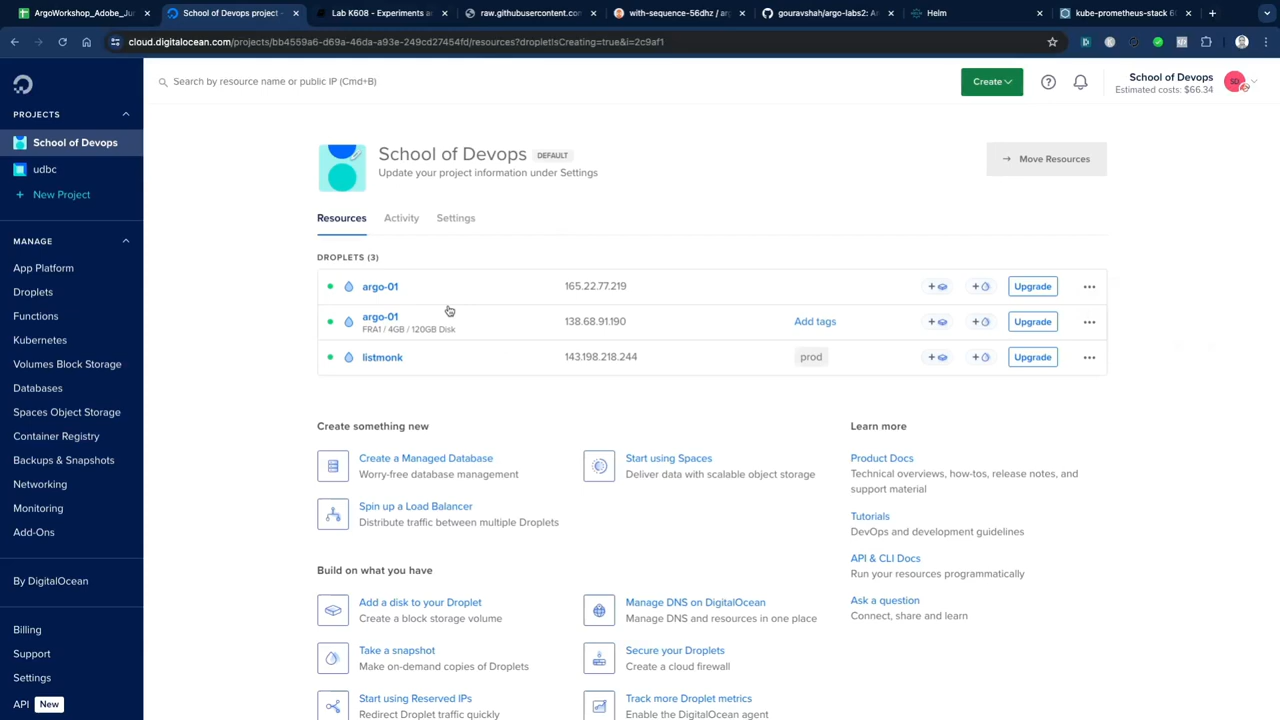 ArgoWorkshop_Adobe_Jun
School of Devops project -
Lab K608 - Experiments a
raw.githubusercontent.con
with-sequence-56dhz / arg
gouravshah/argo-labs2: Ar
Helm
kube-prometheus-stack 6
cloud.digitalocean.com/projects/bb4559a6-d69a-46da-a93e-249cd27454fd/resources?dropletIsCreating=true&i=2c9af1
Search by resource name or public IP (Cmd+B)
Create
School of Devops
Estimated costs: $66.34
SD
PROJECTS
School of Devops
udbc
+ New Project
MANAGE
App Platform
Droplets
Functions
Kubernetes
Volumes Block Storage
Databases
Spaces Object Storage
Container Registry
Backups & Snapshots
Networking
Monitoring
Add-Ons
By DigitalOcean
Billing
Support
Settings
API New
School of Devops DEFAULT
Update your project information under Settings
→ Move Resources
Resources Activity Settings
DROPLETS (3)
argo-01 165.22.77.219 + + Upgrade ...
argo-01 138.68.91.190 Add tags + + Upgrade ...
FRA1 / 4GB / 120GB Disk
listmonk 143.198.218.244 prod + + Upgrade ...
Create something new
Create a Managed Database
Worry-free database management
Start using Spaces
Deliver data with scalable object storage
Spin up a Load Balancer
Distribute traffic between multiple Droplets
Build on what you have
Add a disk to your Droplet
Create a block storage volume
Manage DNS on DigitalOcean
Manage DNS and resources in one place
Take a snapshot
Make on-demand copies of Droplets
Secure your Droplets
Create a cloud firewall
Start using Reserved IPs
Redirect Droplet traffic quickly
Track more Droplet metrics
Enable the DigitalOcean agent
Learn more
Product Docs
Technical overviews, how-tos, release notes, and
support material
Tutorials
DevOps and development guidelines
API & CLI Docs
Run your resources programmatically
Ask a question
Connect, share and learn